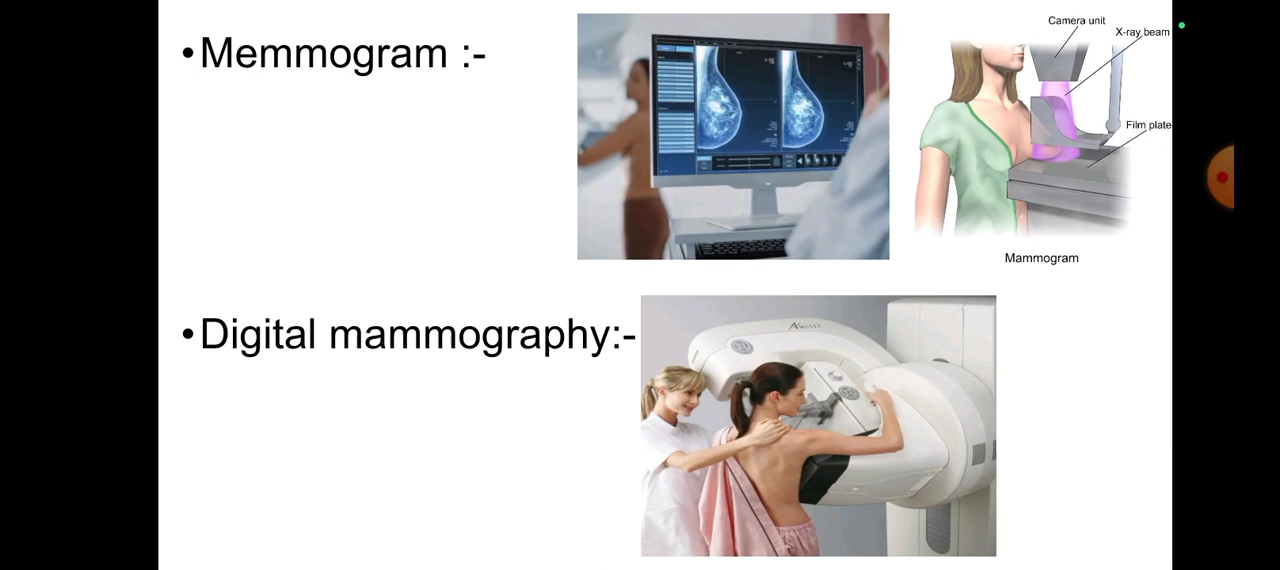 •Memmogram :-
Camera unit
X-ray beam
Film plate
Mammogram
•Digital mammography:-